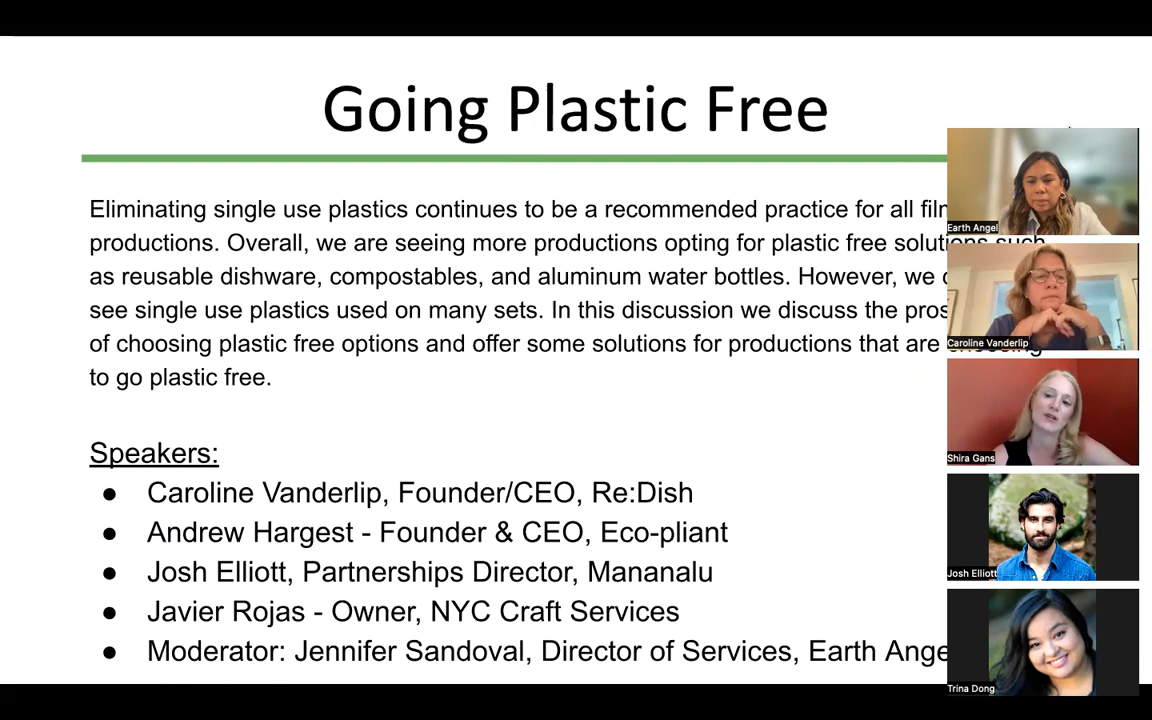 Going Plastic Free
Eliminating single use plastics continues to be a recommended practice for all
productions. Overall, we are seeing more productions opting for plastic free solutions such
as reusable dishware, compostables, and aluminum water bottles. However, we
see single use plastics used on many sets. In this discussion we discuss the pros
of choosing plastic free options and offer some solutions for productions that are choosing
to go plastic free.
Speakers:
● Caroline Vanderlip, Founder/CEO, Re:Dish
● Andrew Hargest - Founder & CEO, Eco-pliant
● Josh Elliott, Partnerships Director, Mananalu
● Javier Rojas - Owner, NYC Craft Services
● Moderator: Jennifer Sandoval, Director of Services, Earth Ange
Earth Angel
Caroline Vanderlip
Shira Gans
Josh Elliott
Trina Dong